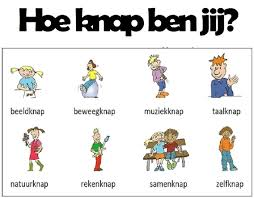 Hoe knap ben jij?
beeldknap beweegknap muziekknap taalknap
natuurknap rekenknap samenknap zelfknap